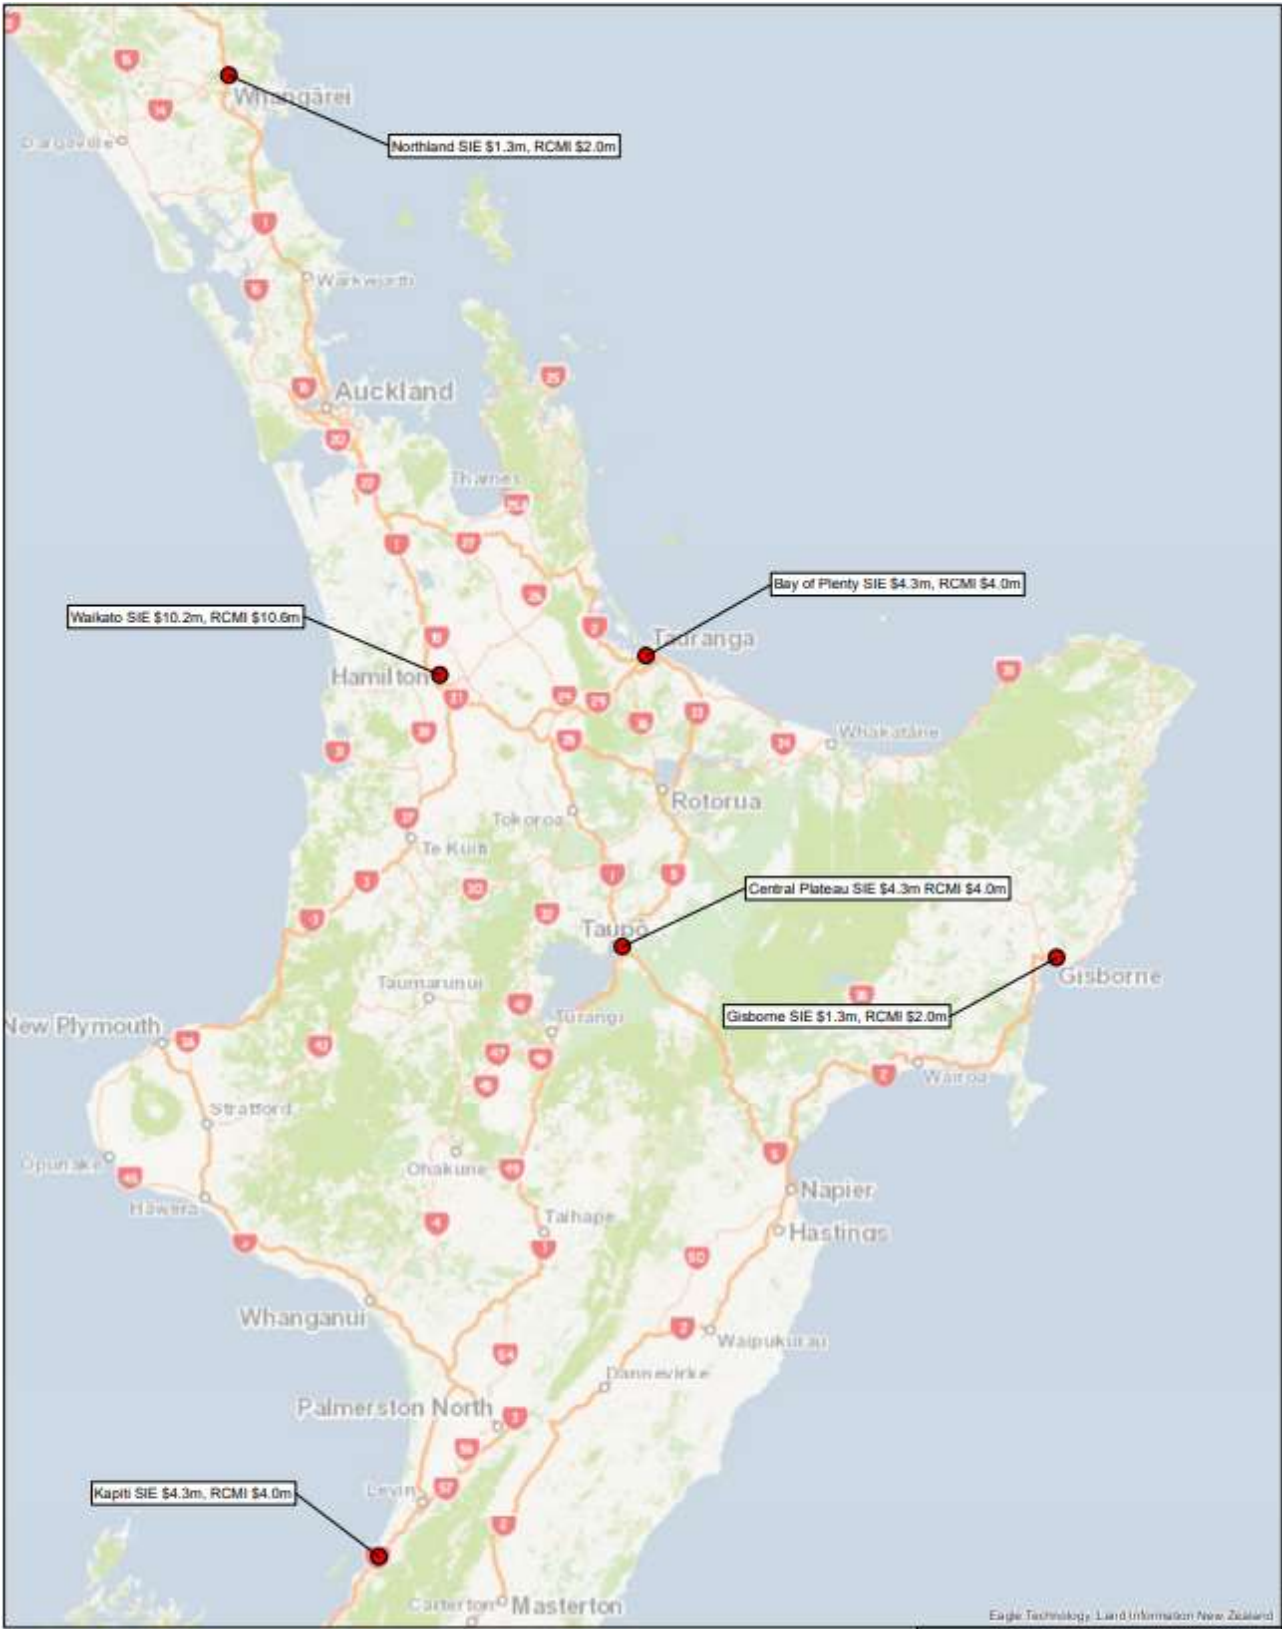 Whangārei
Northland SIE $1.3m, RCMI $2.0m
Dargaville
Warkworth
Auckland
Thames
Bay of Plenty SIE $4.3m, RCMI $4.0m
Waikato SIE $10.2m, RCMI $10.6m
Tauranga
Hamilton
Whakatāne
Rotorua
Tokoroa
Te Kuiti
Central Plateau SIE $4.3m RCMI $4.0m
Taupō
Gisborne
Taumarunui
Gisborne SIE $1.3m, RCMI $2.0m
New Plymouth
Turangi
Wairoa
Stratford
Opunake
Ohakune
Napier
Hawera
Taihape
Hastings
Whanganui
Waipukurau
Dannevirke
Palmerston North
Levin
Kapiti SIE $4.3m, RCMI $4.0m
Carterton
Masterton
Eagle Technology, Land Information New Zealand